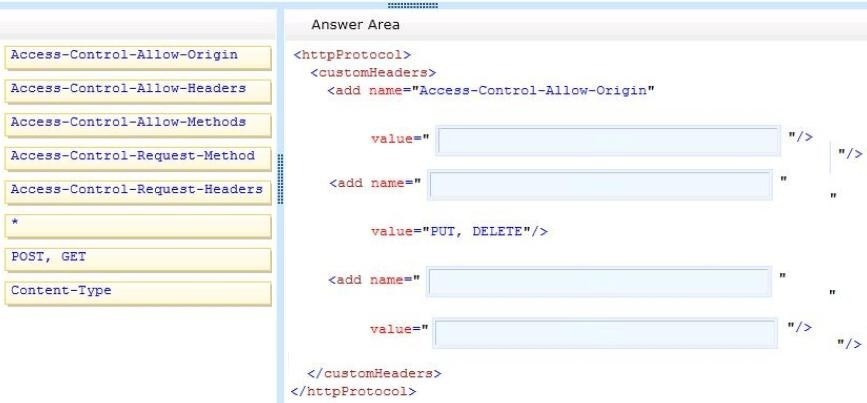 Answer Area
Access-Control-Allow-Origin
Access-Control-Allow-Headers
Access-Control-Allow-Methods
Access-Control-Request-Method
Access-Control-Request-Headers
*
POST, GET
Content-Type
<httpProtocol>
<customHeaders>
<add name="Access-Control-Allow-Origin"
value=" "/>
"/>
<add name=" "
"
value="PUT, DELETE"/>
<add name=" "
"
value=" "/>
"/>
</customHeaders>
</httpProtocol>